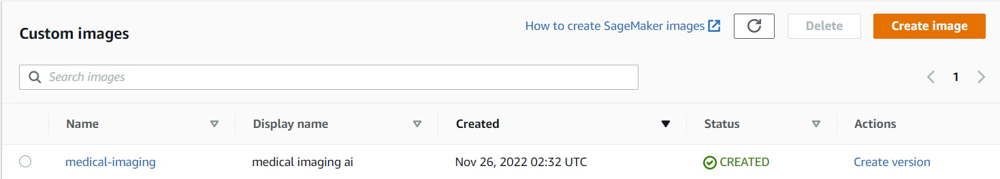 Custom images
How to create SageMaker images
Delete
Create image
Search images
1
Name Display name Created Status Actions
medical-imaging medical imaging ai Nov 26, 2022 02:32 UTC CREATED Create version